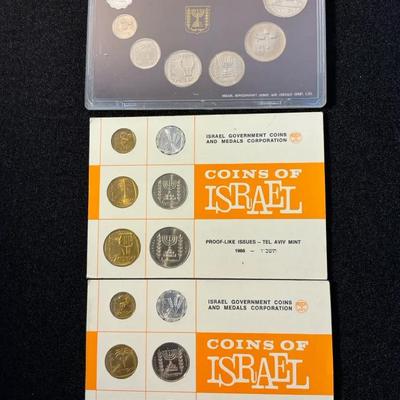 ISRAEL GOVERNMENT COINS
AND MEDALS CORPORATION
COINS OF
ISRAEL
PROOF-LIKE ISSUES – TEL AVIV MINT
1966 – תשכ"ו
ISRAEL GOVERNMENT COINS
AND MEDALS CORPORATION
COINS OF
ISRAEL